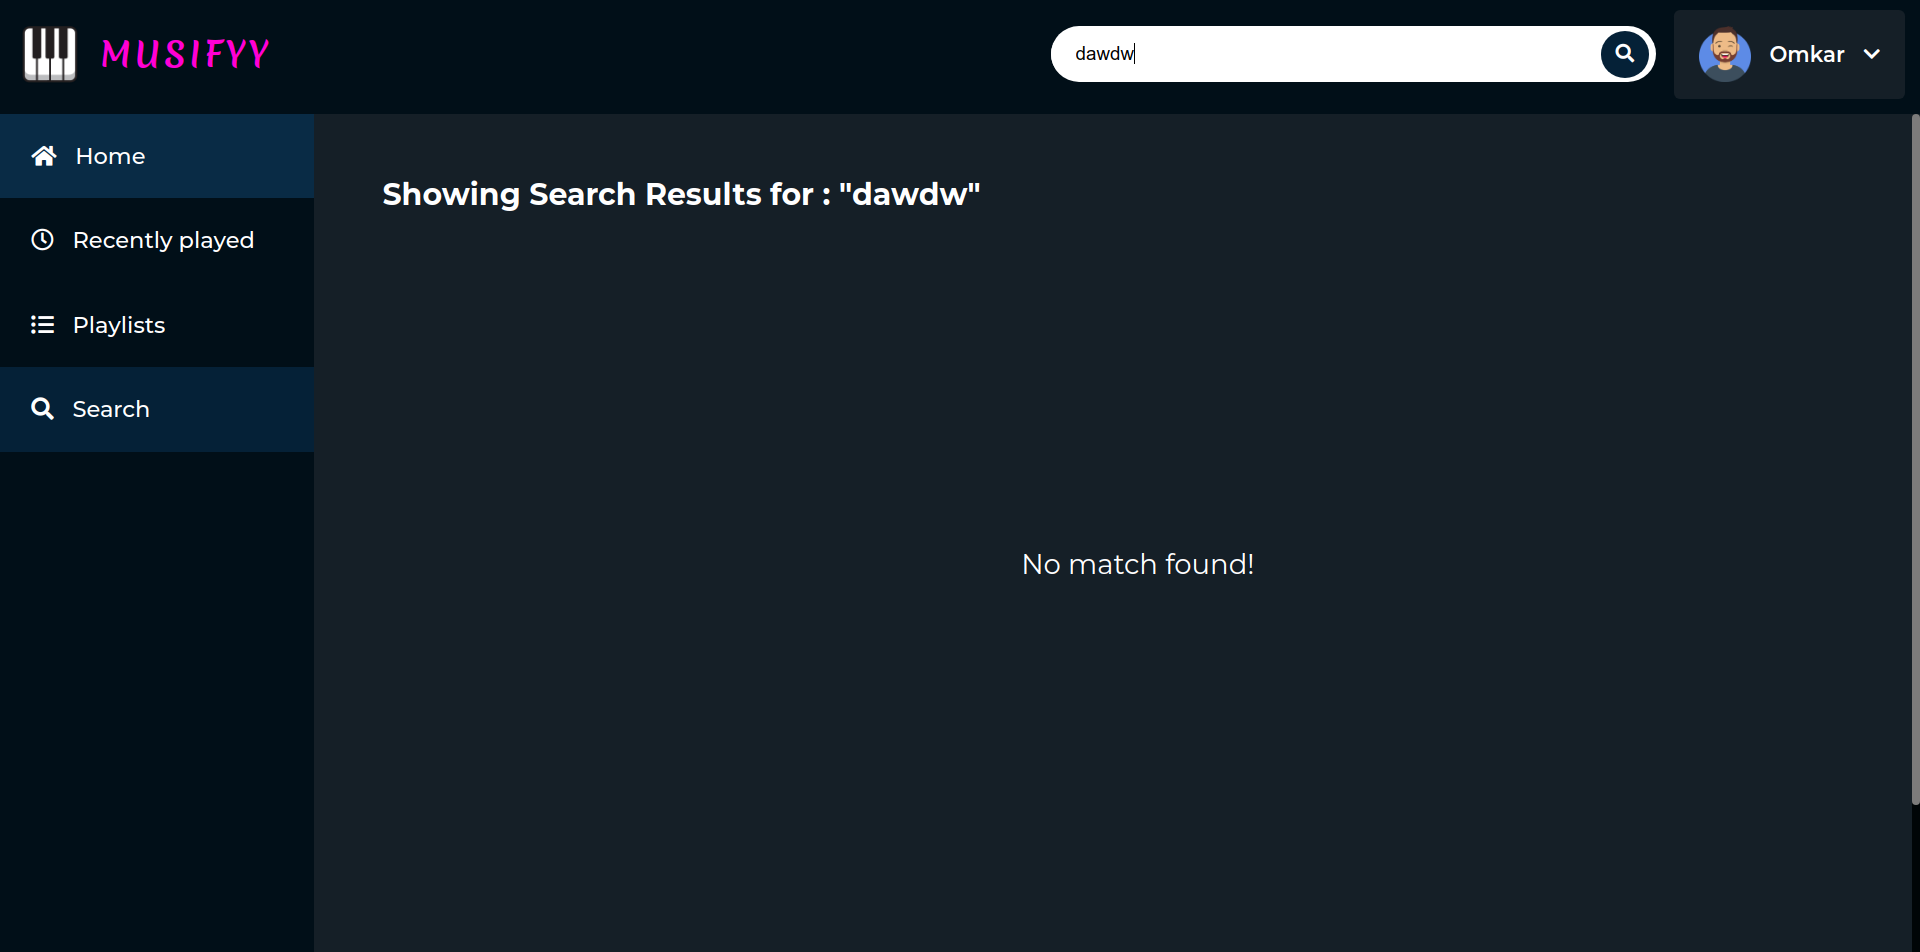 MUSIFYY
dawdw
Omkar
Home
Recently played
Playlists
Search
Showing Search Results for : "dawdw"
No match found!